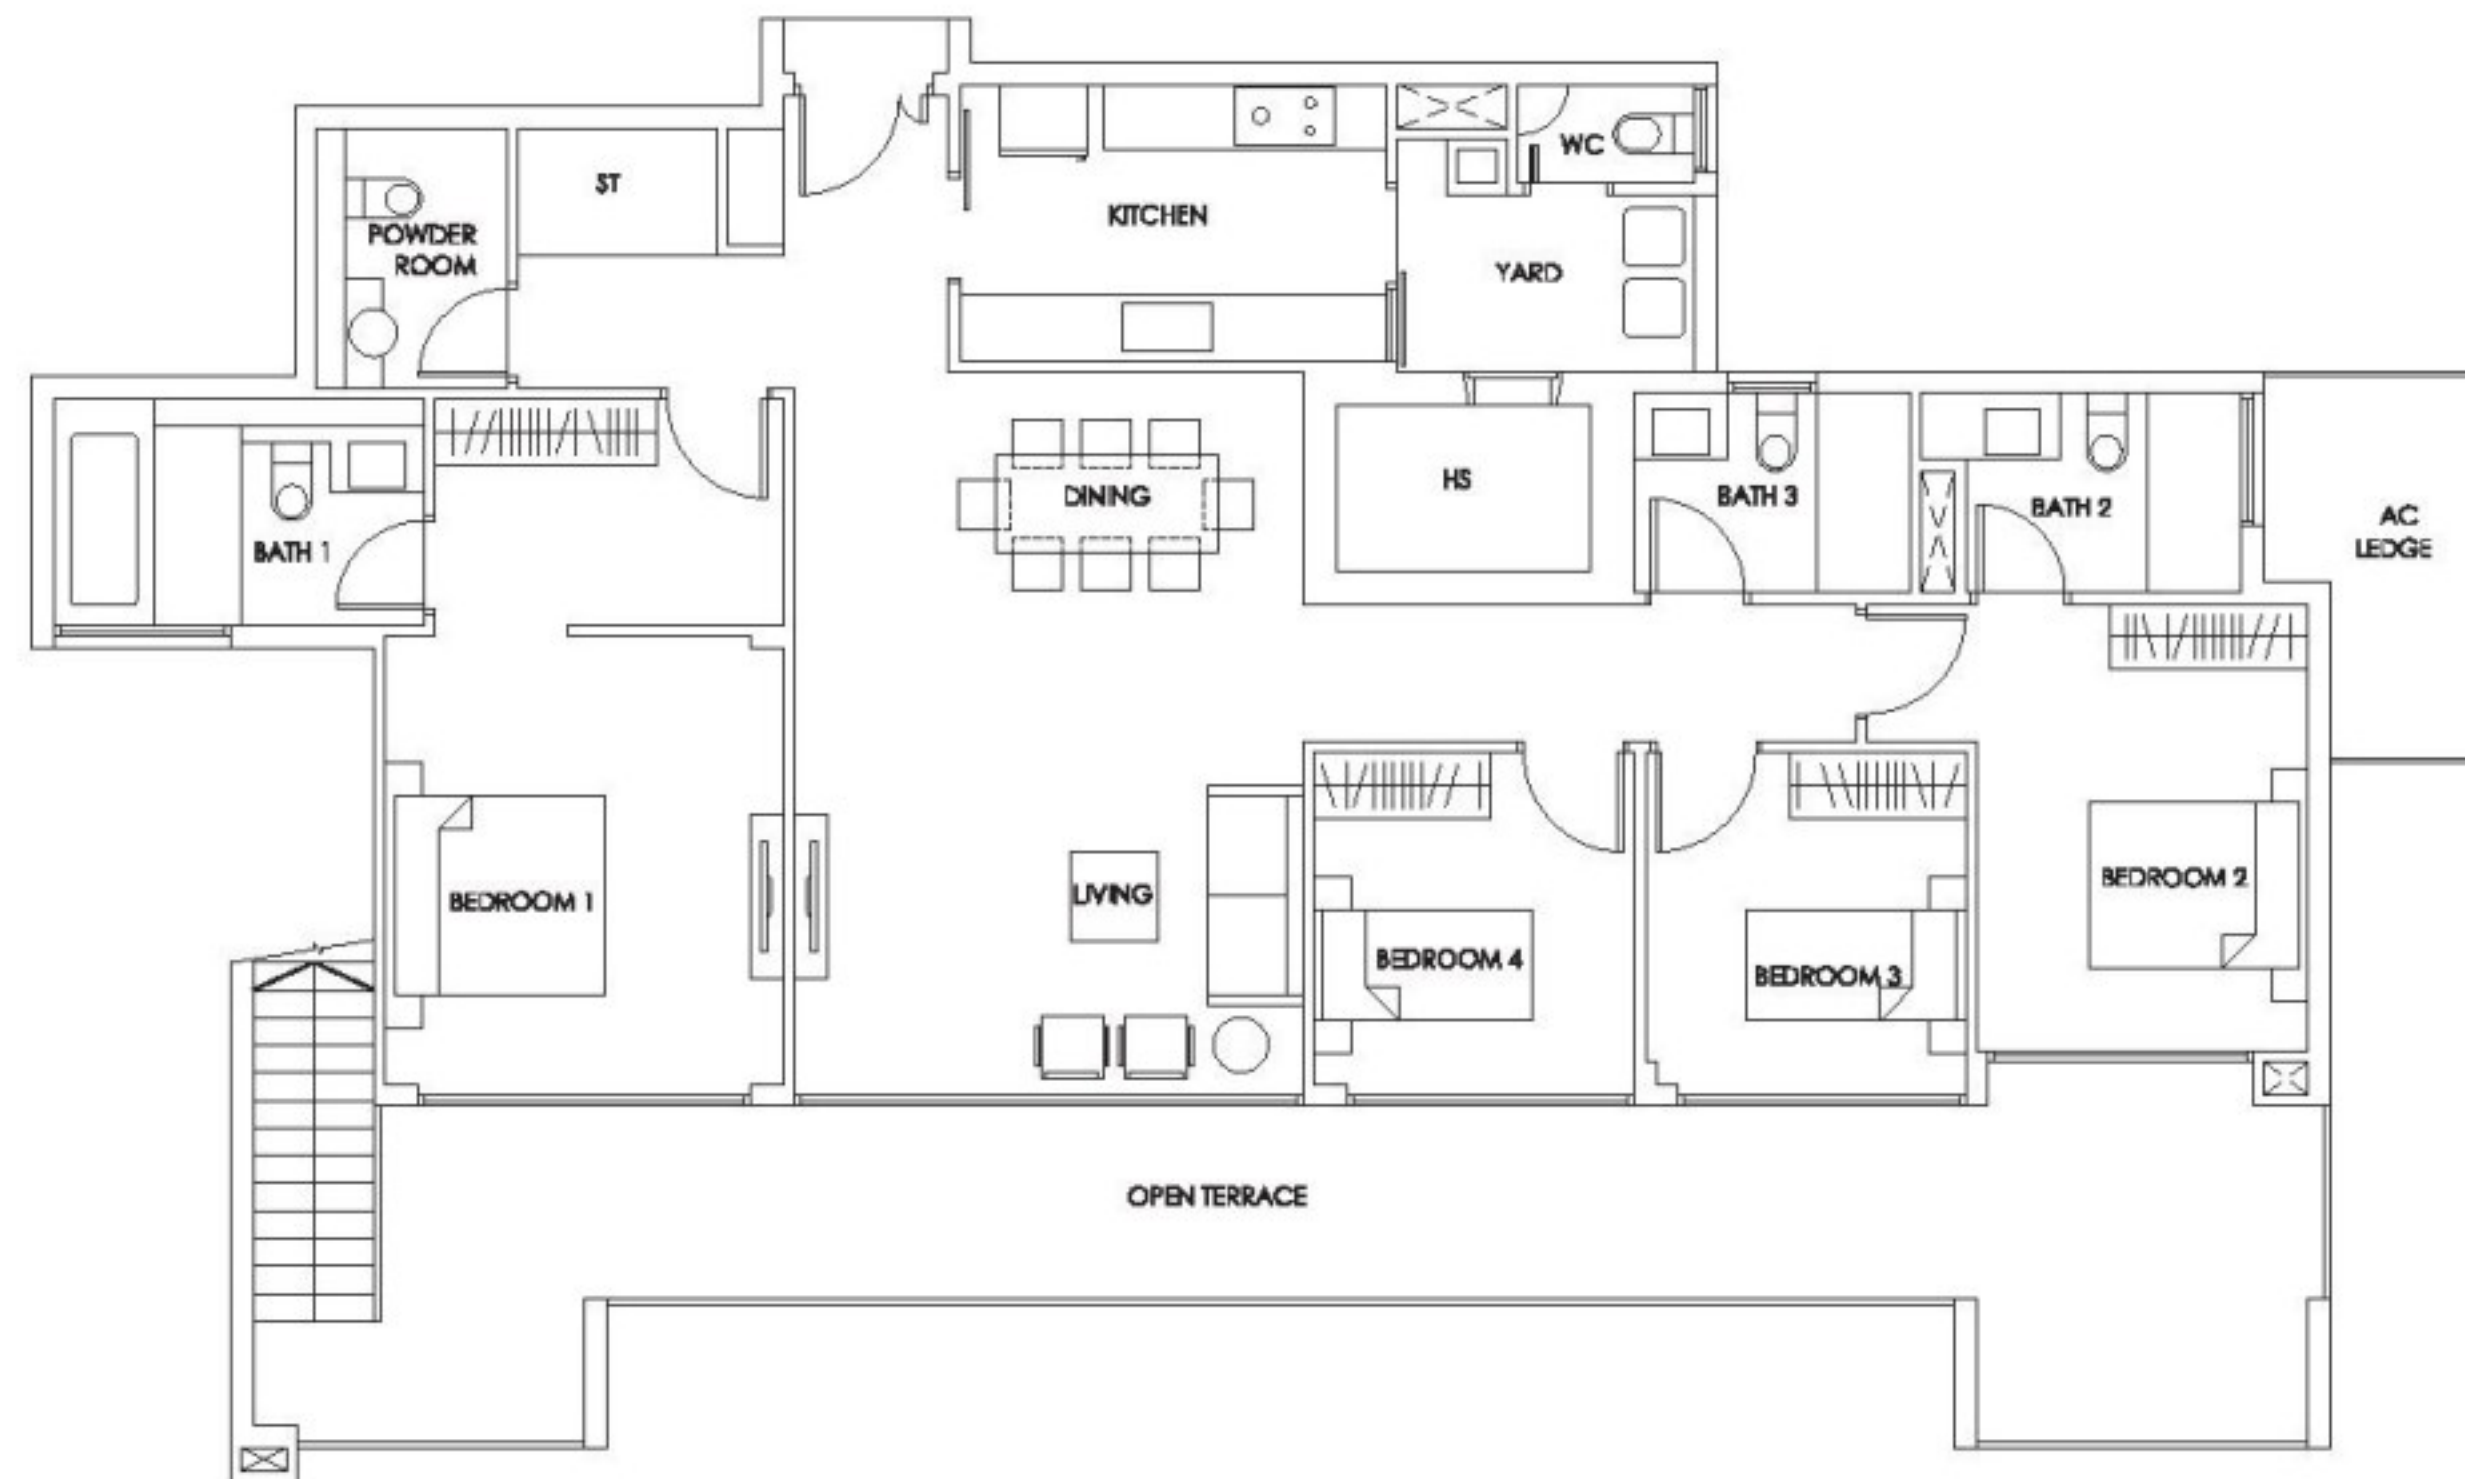 WC
ST
KITCHEN
POWDER
ROOM
YARD
HS
DINING
BATH 3
BATH 2
AC
LEDGE
BATH 1
BEDROOM 1
LIVING
BEDROOM 4
BEDROOM 3
BEDROOM 2
OPEN TERRACE